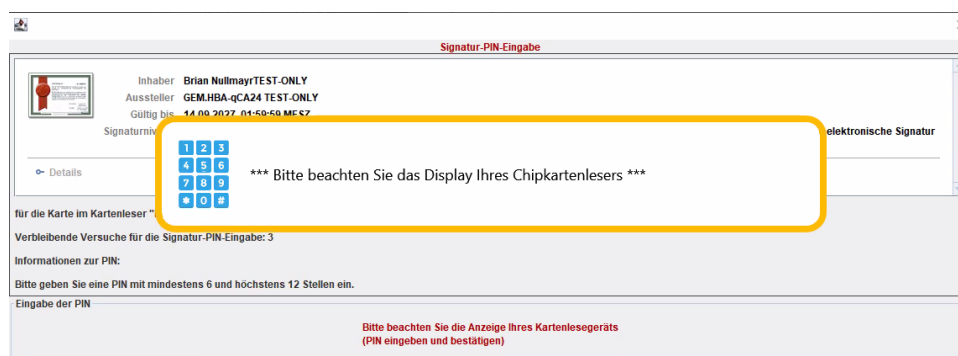 Signatur-PIN-Eingabe
Inhaber Brian NullmayrTEST-ONLY
Aussteller GEM.HBA-qCA24 TEST-ONLY
Gültig bis 14.09.2027, 01:59:59 MESZ
elektronische Signatur
1 2 3
4 5 6
7 8 9
* 0 #
*** Bitte beachten Sie das Display Ihres Chipkartenlesers ***
Details
für die Karte im Kartenleser "
Verbleibende Versuche für die Signatur-PIN-Eingabe: 3
Informationen zur PIN:
Bitte geben Sie eine PIN mit mindestens 6 und höchstens 12 Stellen ein.
Eingabe der PIN
Bitte beachten Sie die Anzeige Ihres Kartenlesegeräts
(PIN eingeben und bestätigen)